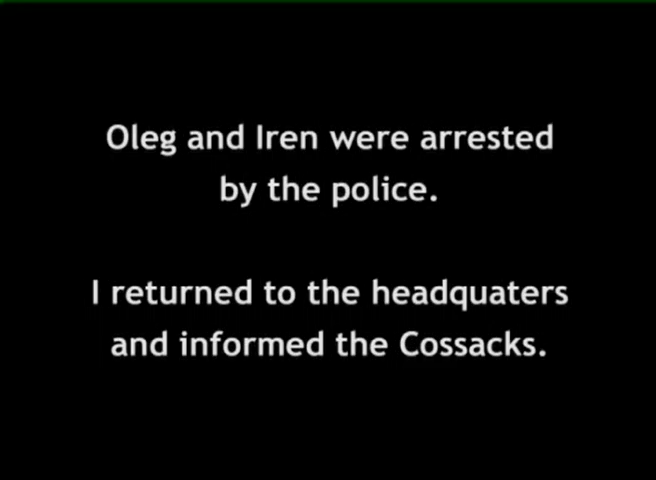 Oleg and Iren were arrested
by the police.
I returned to the headquaters
and informed the Cossacks.